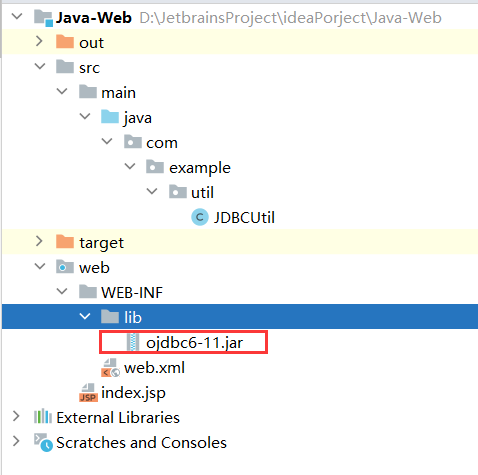 Java-Web D:\JetbrainsProject\ideaPorject\Java-Web
out
src
main
java
com
example
util
JDBCUtil
target
web
WEB-INF
lib
ojdbc6-11.jar
web.xml
index.jsp
External Libraries
Scratches and Consoles